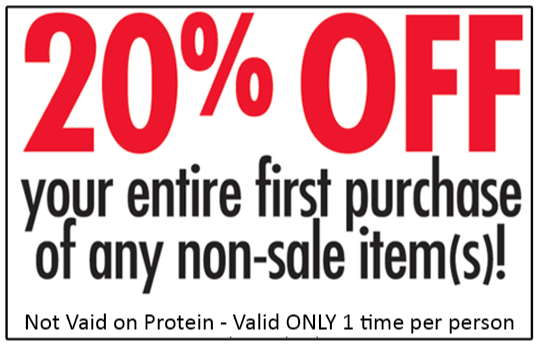 20% OFF
your entire first purchase
of any non-sale item(s)!
Not Vaid on Protein - Valid ONLY 1 time per person